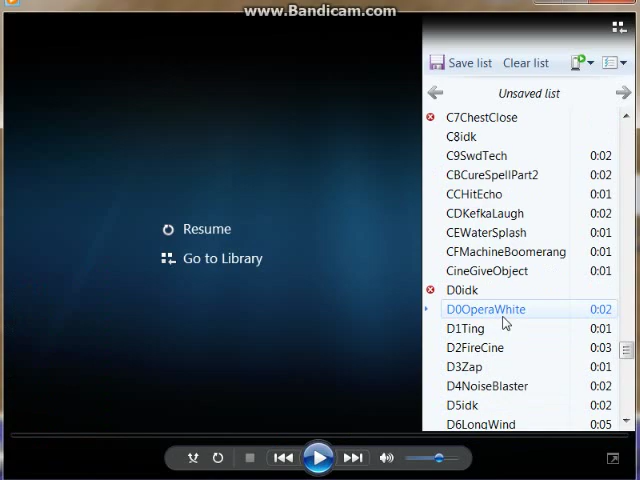 www.Bandicam.com
Save list Clear list
Unsaved list
C7ChestClose
C8idk
C9SwdTech 0:02
CBCureSpellPart2 0:02
CCHitEcho 0:01
CDKefkaLaugh 0:02
CEWaterSplash 0:01
CFMachineBoomerang 0:01
CineGiveObject 0:01
D0idk
D0OperaWhite 0:02
D1Ting 0:01
D2FireCine 0:03
D3Zap 0:01
D4NoiseBlaster 0:02
D5idk 0:02
D6LongWind 0:05
Resume
Go to Library